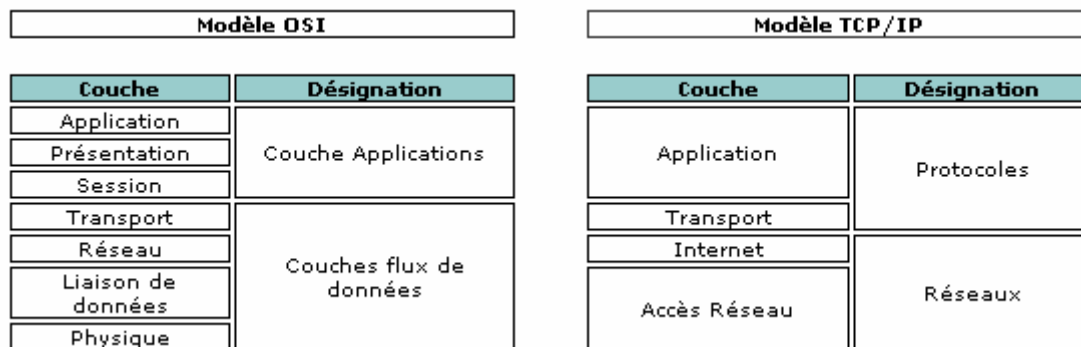 Modèle OSI
Couche
Désignation
Application
Présentation
Session
Couche Applications
Transport
Réseau
Liaison de
données
Physique
Couches flux de
données
Modèle TCP/IP
Couche
Désignation
Application
Transport
Protocoles
Internet
Accès Réseau
Réseaux